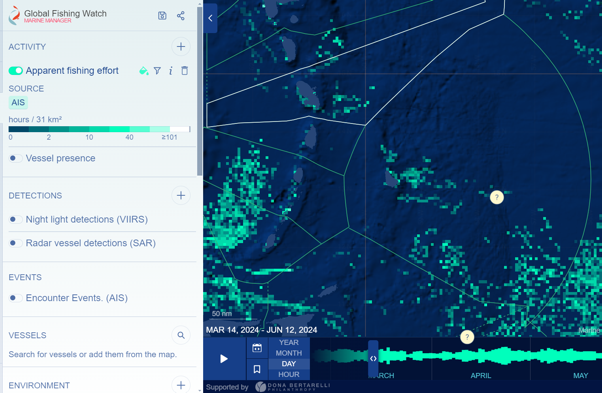 Global Fishing Watch
MARINE MANAGER
ACTIVITY
Apparent fishing effort
SOURCE
AIS
hours / 31 km²
0 2 10 40 ≥101
Vessel presence
DETECTIONS
Night light detections (VIIRS)
Radar vessel detections (SAR)
EVENTS
Encounter Events. (AIS)
VESSELS
Search for vessels or add them from the map.
ENVIRONMENT
?
?
50 nm
MAR 14, 2024 - JUN 12, 2024
YEAR
MONTH
DAY
HOUR
ARCH APRIL MAY
Supported by DONA BERTARELLI
PHILANTHROPY